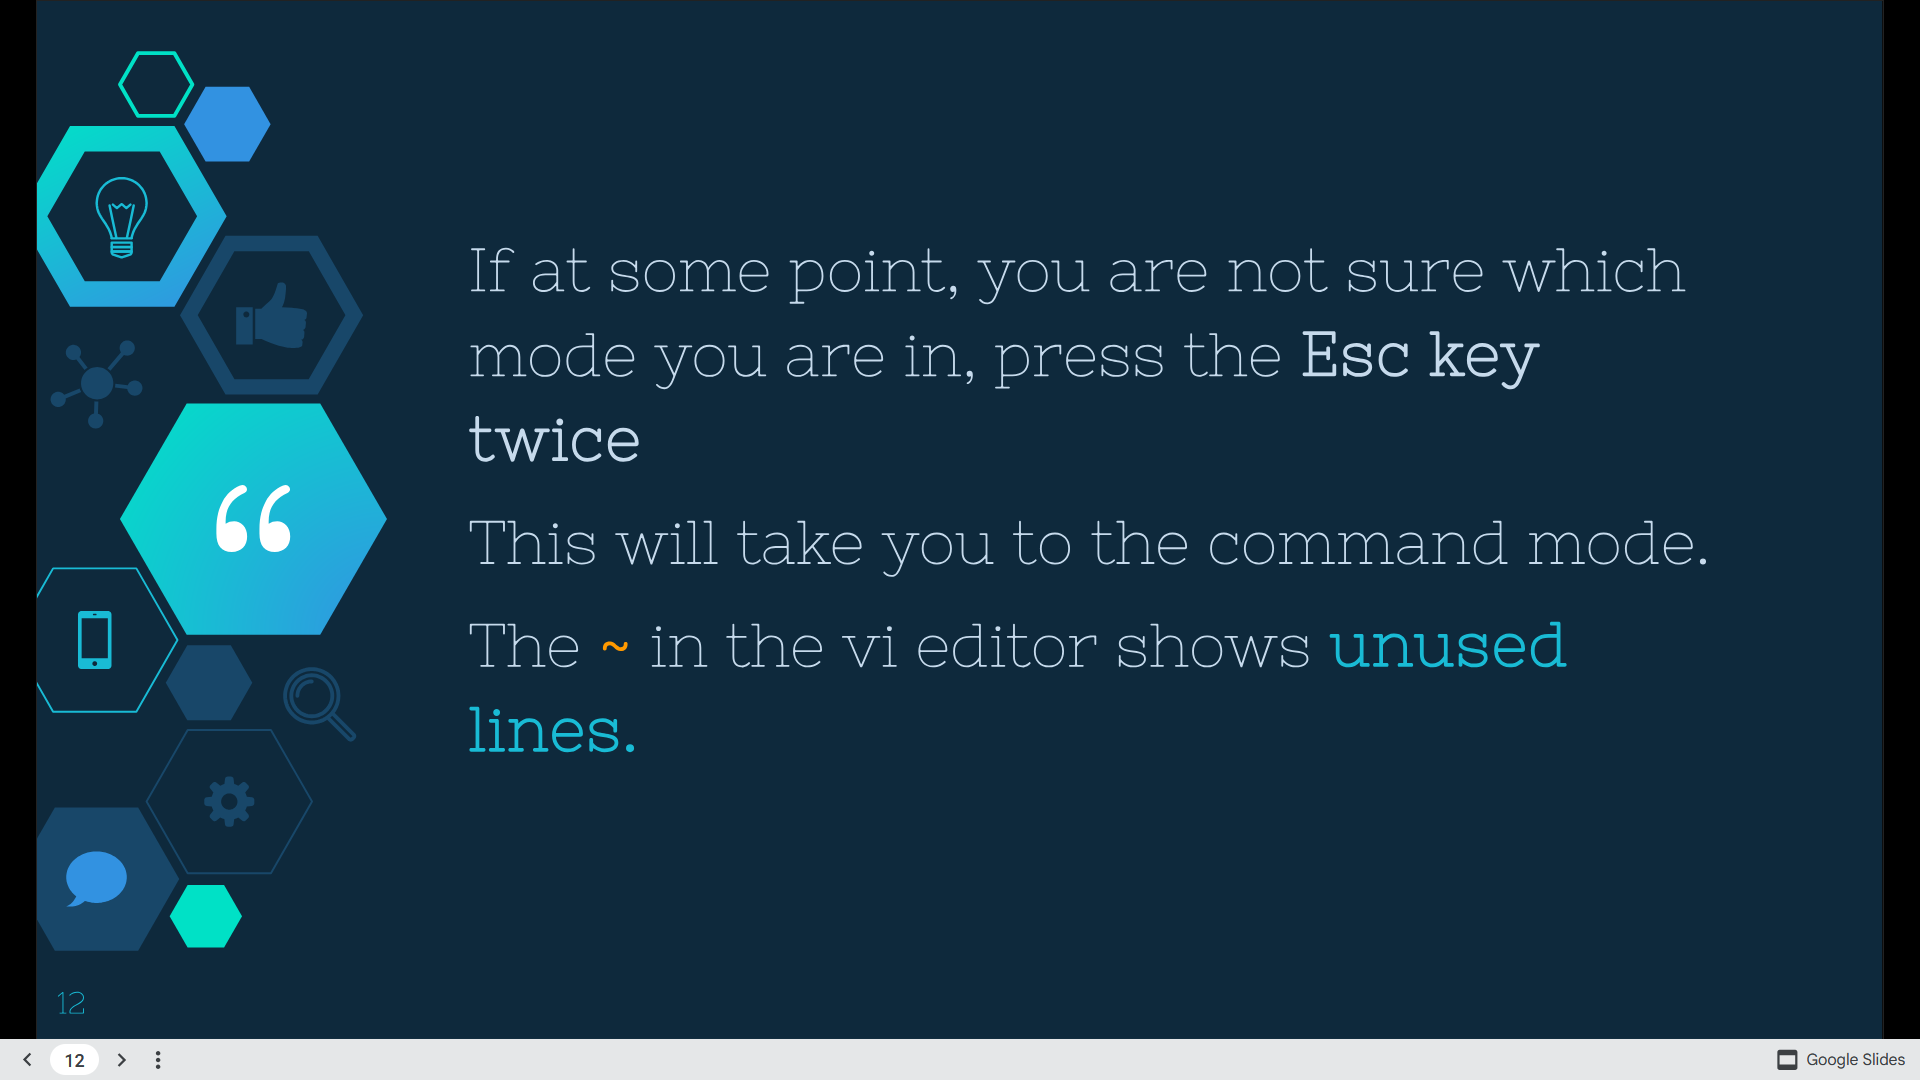 If at some point, you are not sure which
mode you are in, press the Esc key
twice
This will take you to the command mode.
The ~ in the vi editor shows unused
lines.
12
12
Google Slides